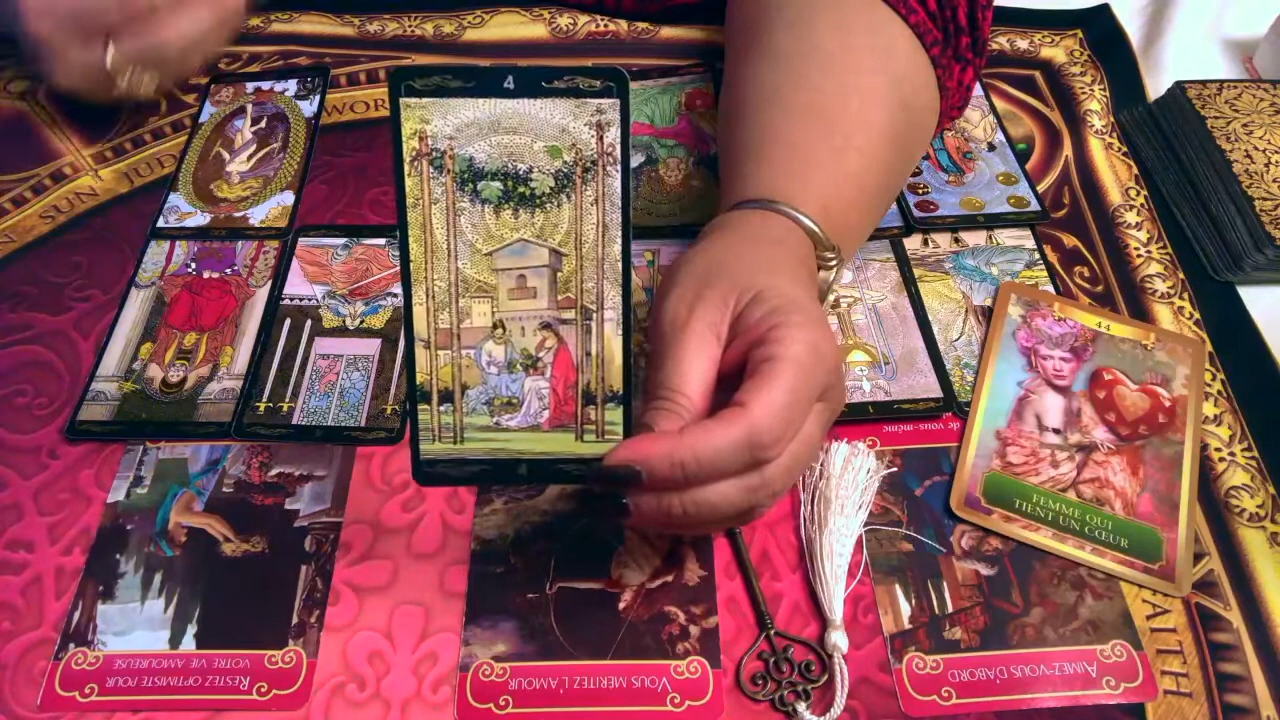 4
WOR
SUN JUD
44
FEMME QUI
TIENT UN CŒUR
de vous-même
RESTEZ OPTIMISTE POUR
VOTRE VIE AMOUREUSE
VOUS MÉRITEZ L'AMOUR
AIMEZ-VOUS D'ABORD
FAITH